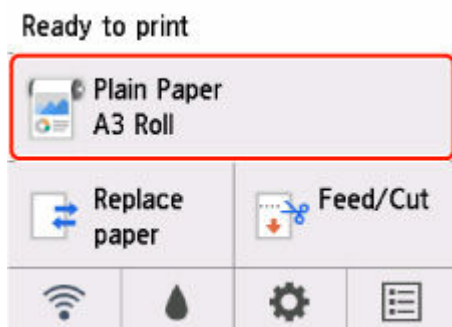 Ready to print
Plain Paper
A3 Roll
Replace
paper
Feed/Cut